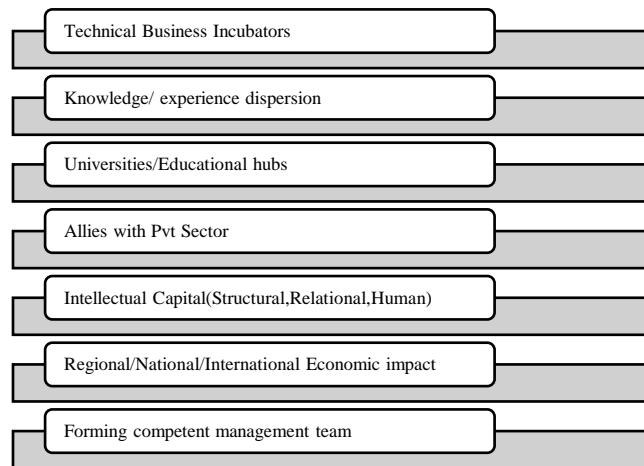 Technical Business Incubators
Knowledge/ experience dispersion
Universities/Educational hubs
Allies with Pvt Sector
Intellectual Capital(Structural,Relational,Human)
Regional/National/International Economic impact
Forming competent management team